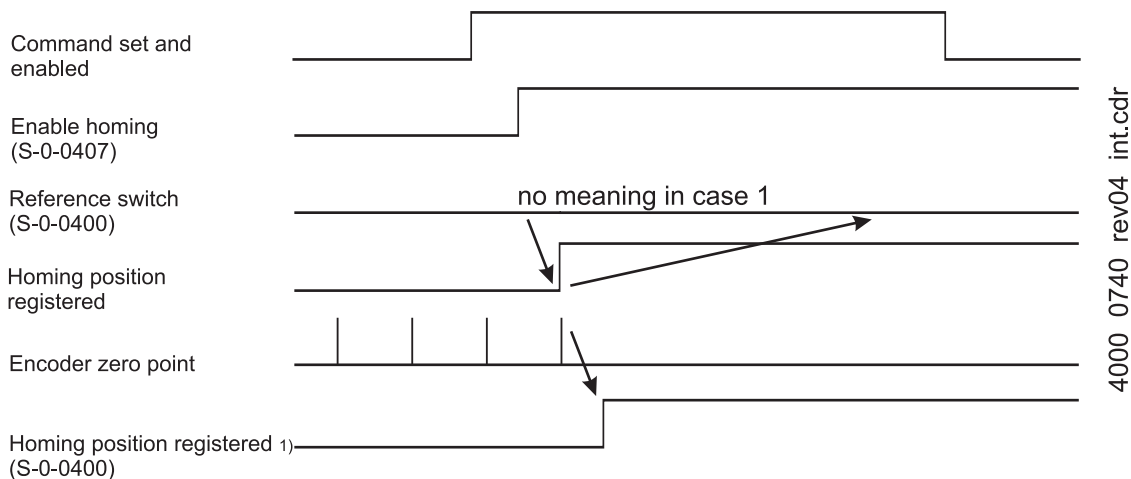 Command set and
enabled
Enable homing
(S-0-0407)
Reference switch
(S-0-0400)
no meaning in case 1
Homing position
registered
Encoder zero point
Homing position registered 1)
(S-0-0400)
4000 0740 rev04 int.cdr